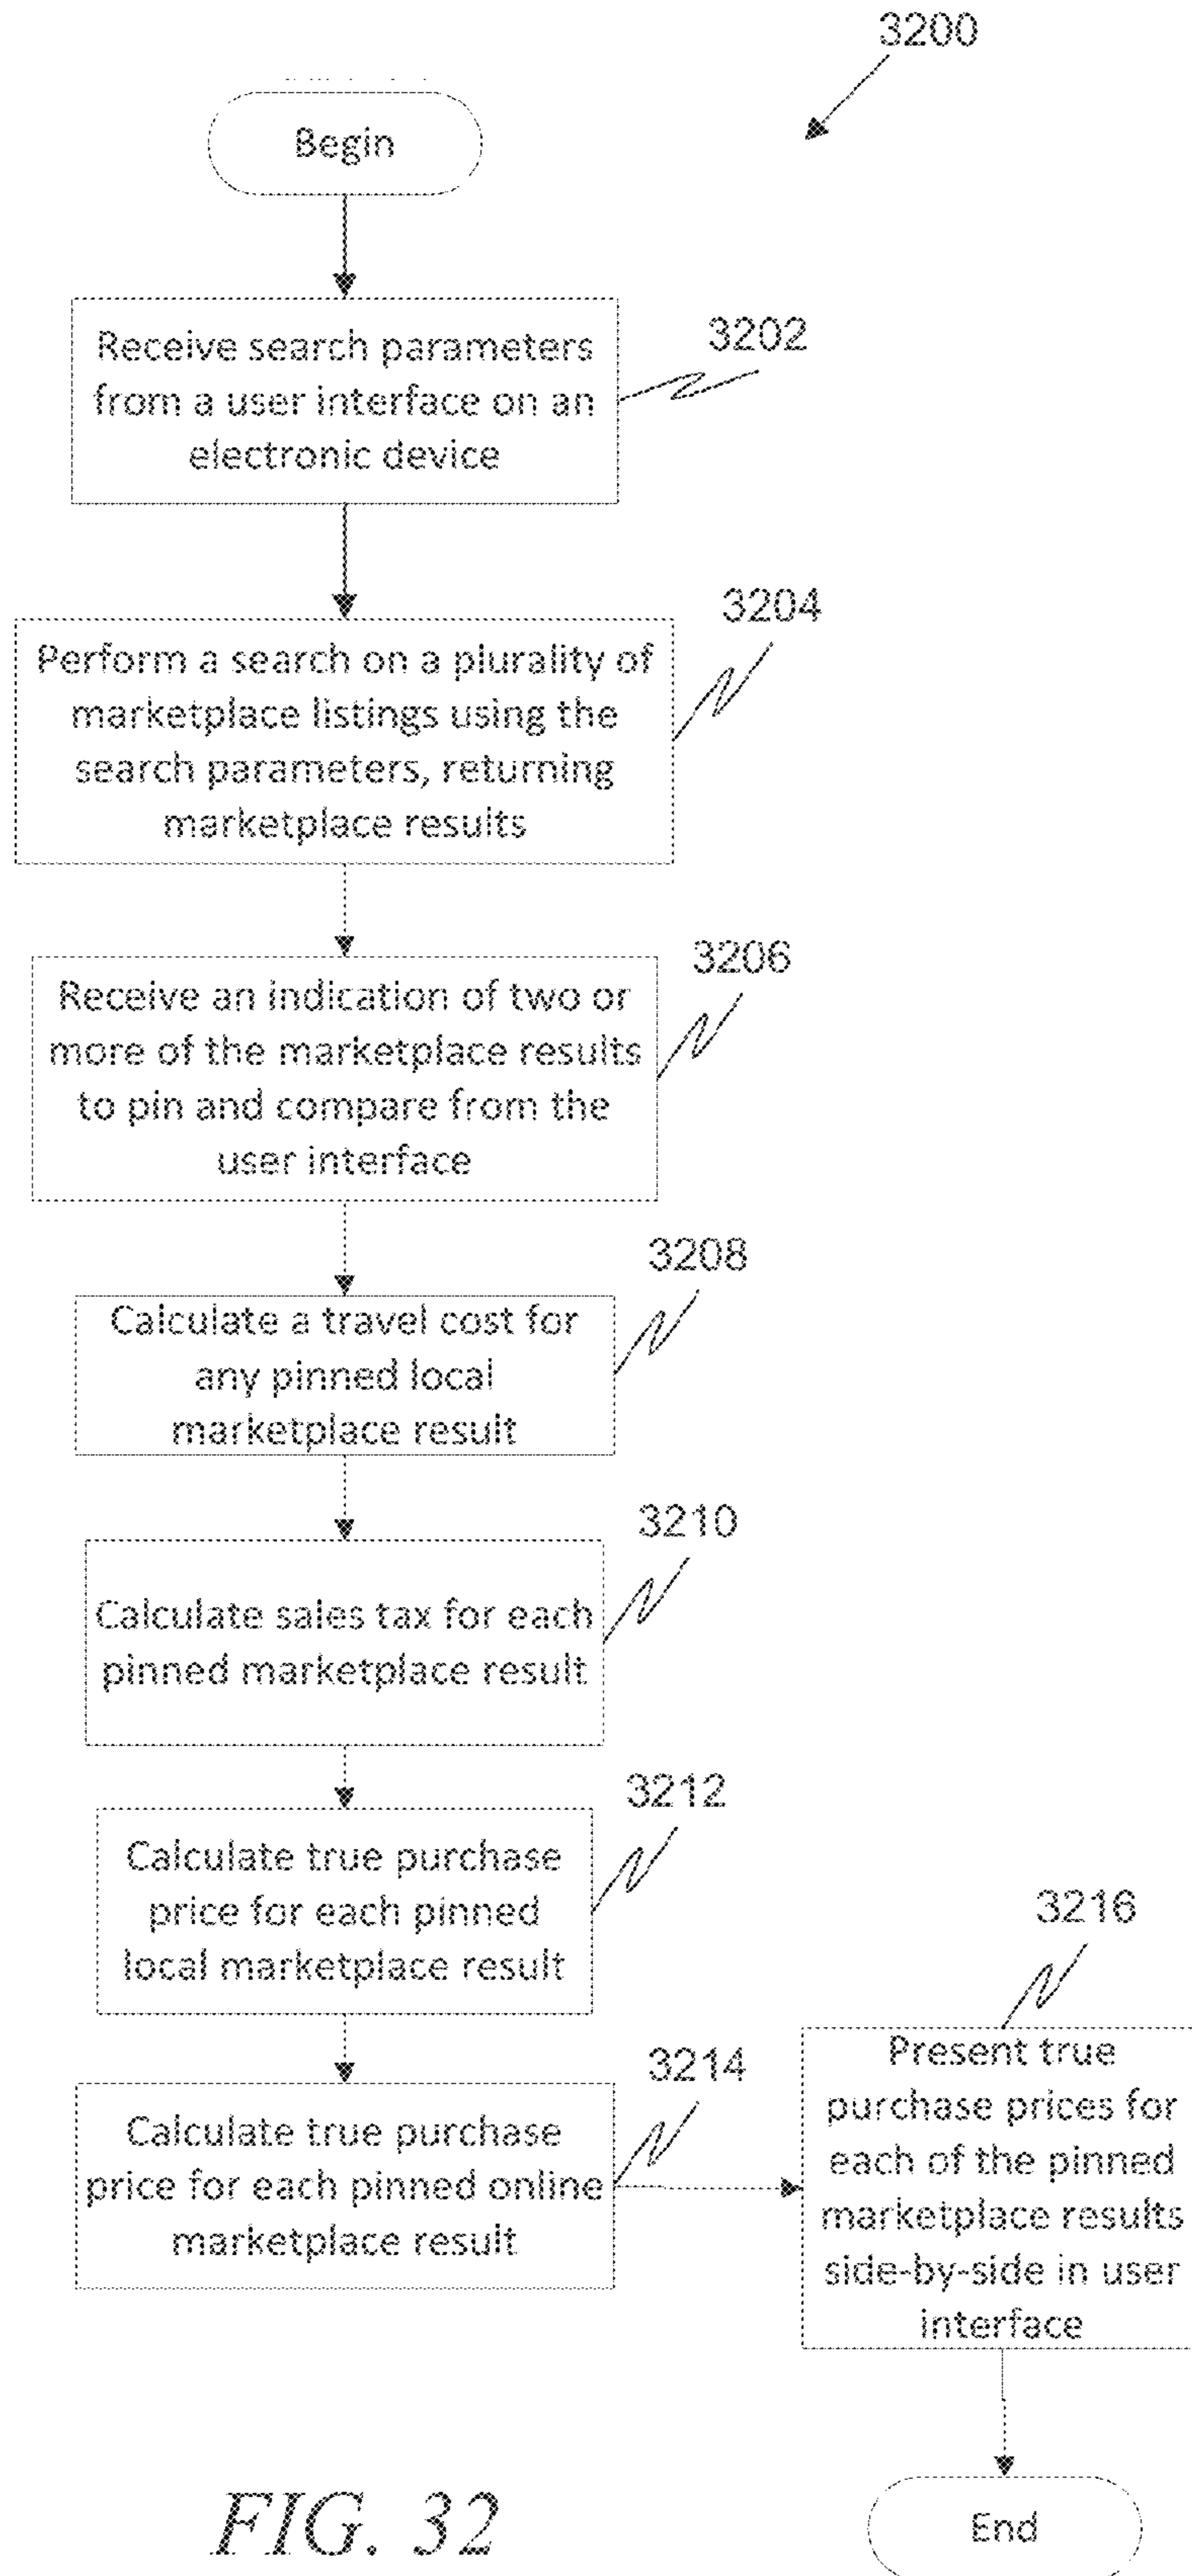 3200
Begin
Receive search parameters
from a user interface on an
electronic device
3202
Perform a search on a plurality of
marketplace listings using the
search parameters, returning
marketplace results
3204
Receive an indication of two or
more of the marketplace results
to pin and compare from the
user interface
3206
Calculate a travel cost for
any pinned local
marketplace result
3208
Calculate sales tax for each
pinned marketplace result
3210
Calculate true purchase
price for each pinned
local marketplace result
3212
Calculate true purchase
price for each pinned online
marketplace result
3214
Present true
purchase prices for
each of the pinned
marketplace results
side-by-side in user
interface
3216
End
FIG. 32